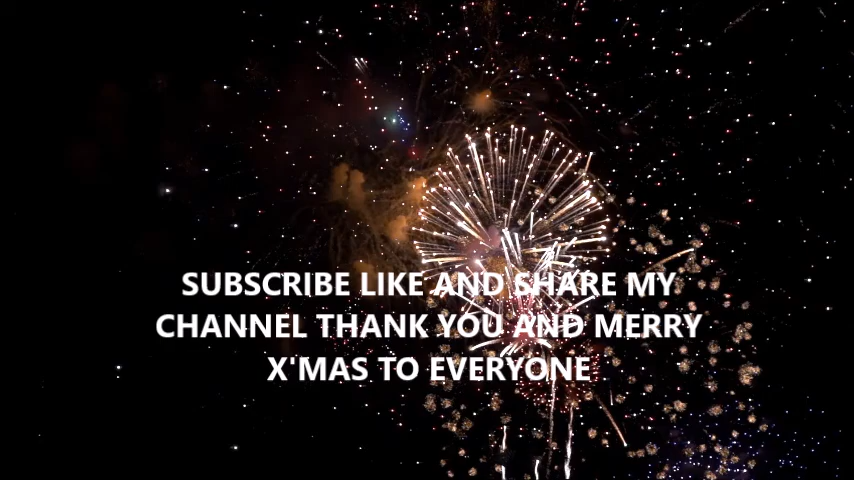 SUBSCRIBE LIKE AND SHARE MY
CHANNEL THANK YOU AND MERRY
X'MAS TO EVERYONE